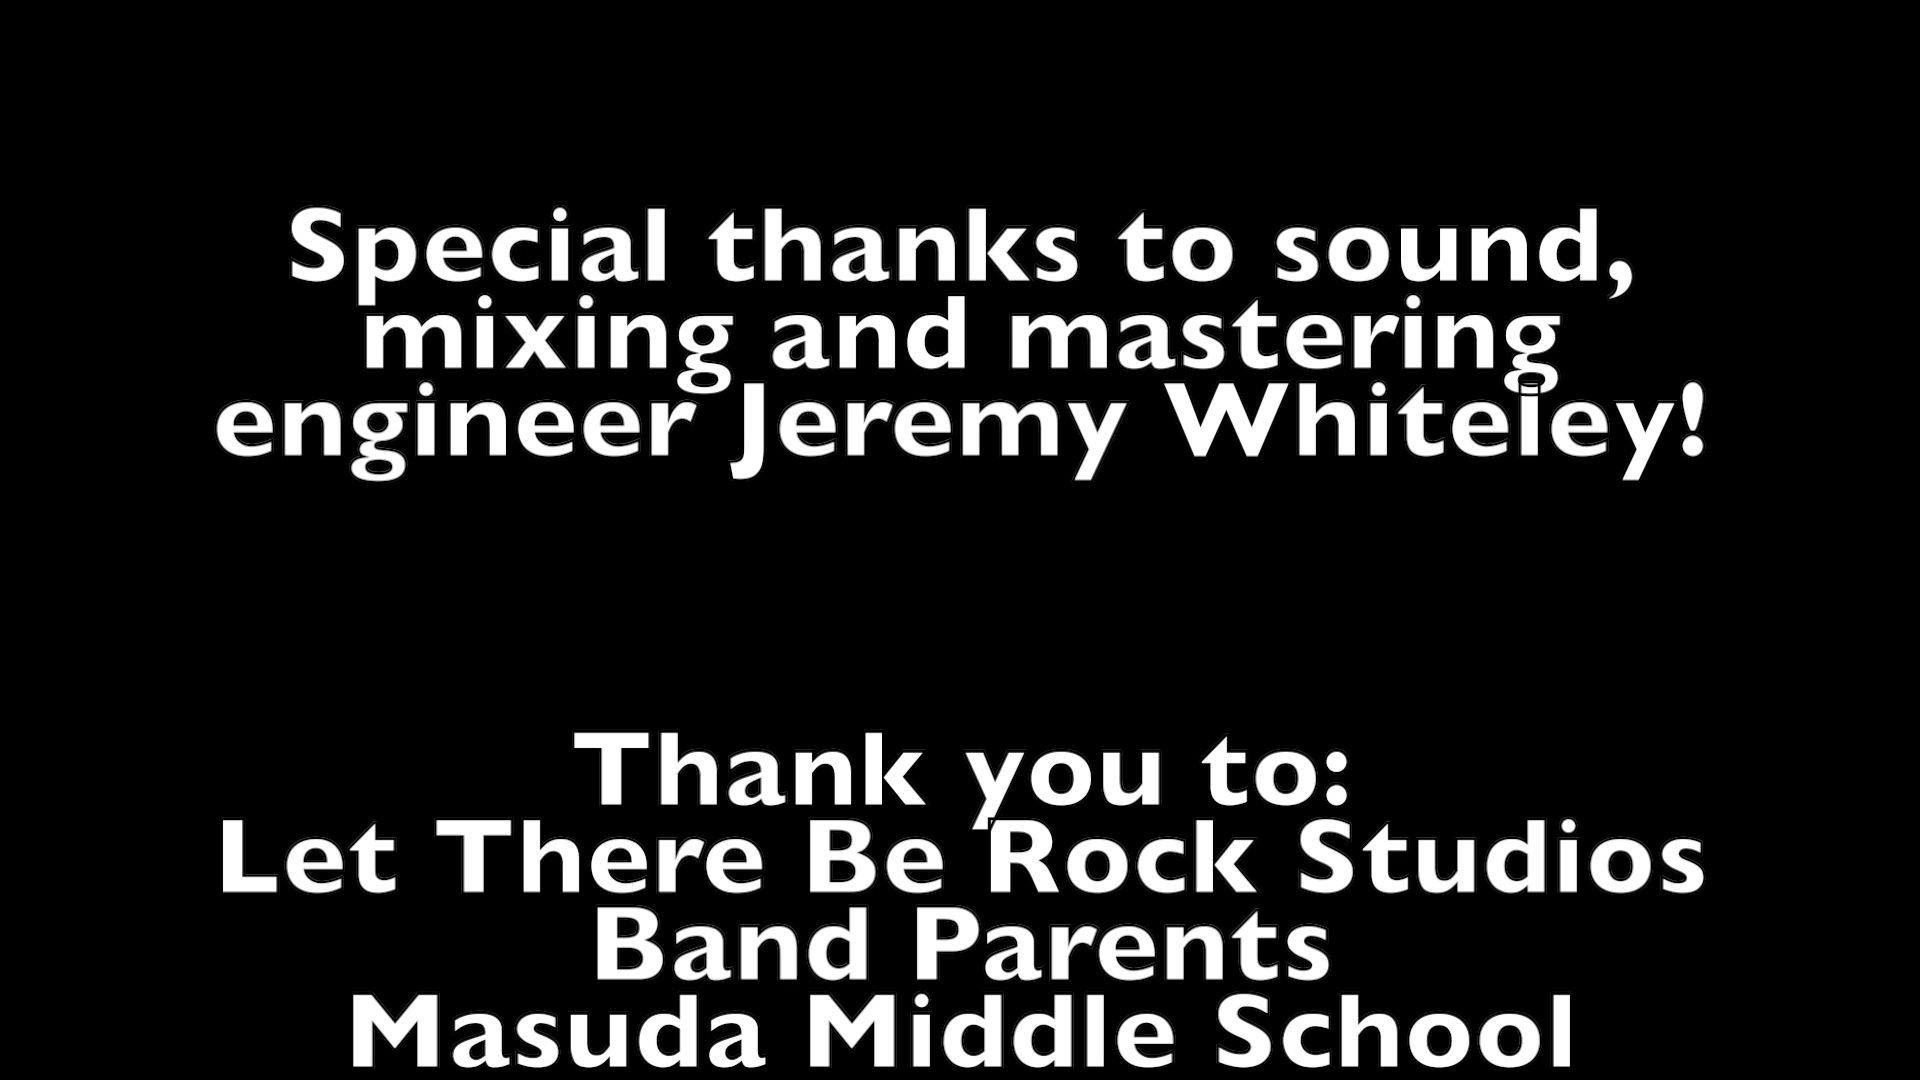 Special thanks to sound,
mixing and mastering
engineer Jeremy Whiteley!
Thank you to:
Let There Be Rock Studios
Band Parents
Masuda Middle School